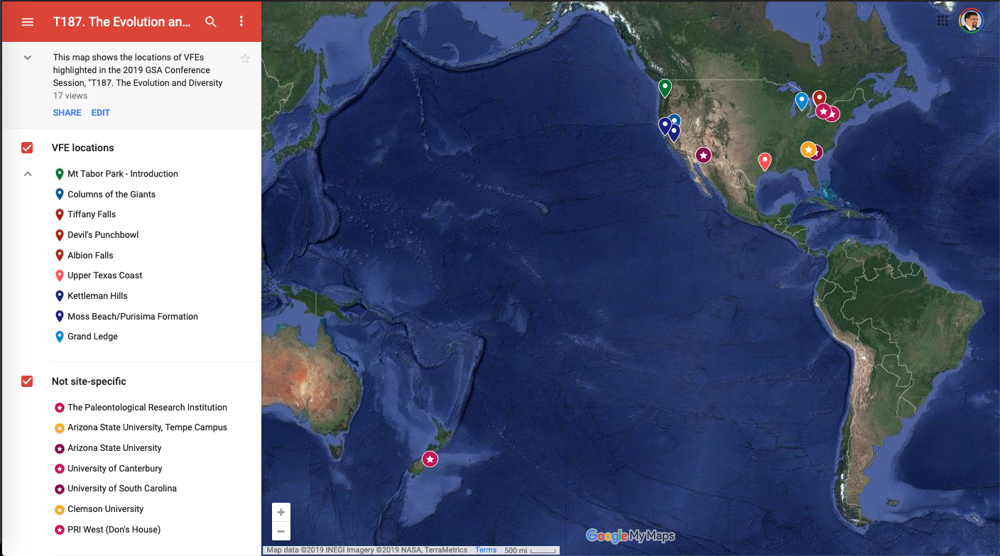 T187. The Evolution an...
This map shows the locations of VFEs
highlighted in the 2019 GSA Conference
Session, "T187. The Evolution and Diversity
17 views
SHARE EDIT
VFE locations
Mt Tabor Park - Introduction
Columns of the Giants
Tiffany Falls
Devil's Punchbowl
Albion Falls
Upper Texas Coast
Kettleman Hills
Moss Beach/Purisima Formation
Grand Ledge
Not site-specific
The Paleontological Research Institution
Arizona State University, Tempe Campus
Arizona State University
University of Canterbury
University of South Carolina
Clemson University
PRI West (Don's House)
Google My Maps
Map data ©2019 INEGI Imagery ©2019 NASA, TerraMetrics Terms 500 mi